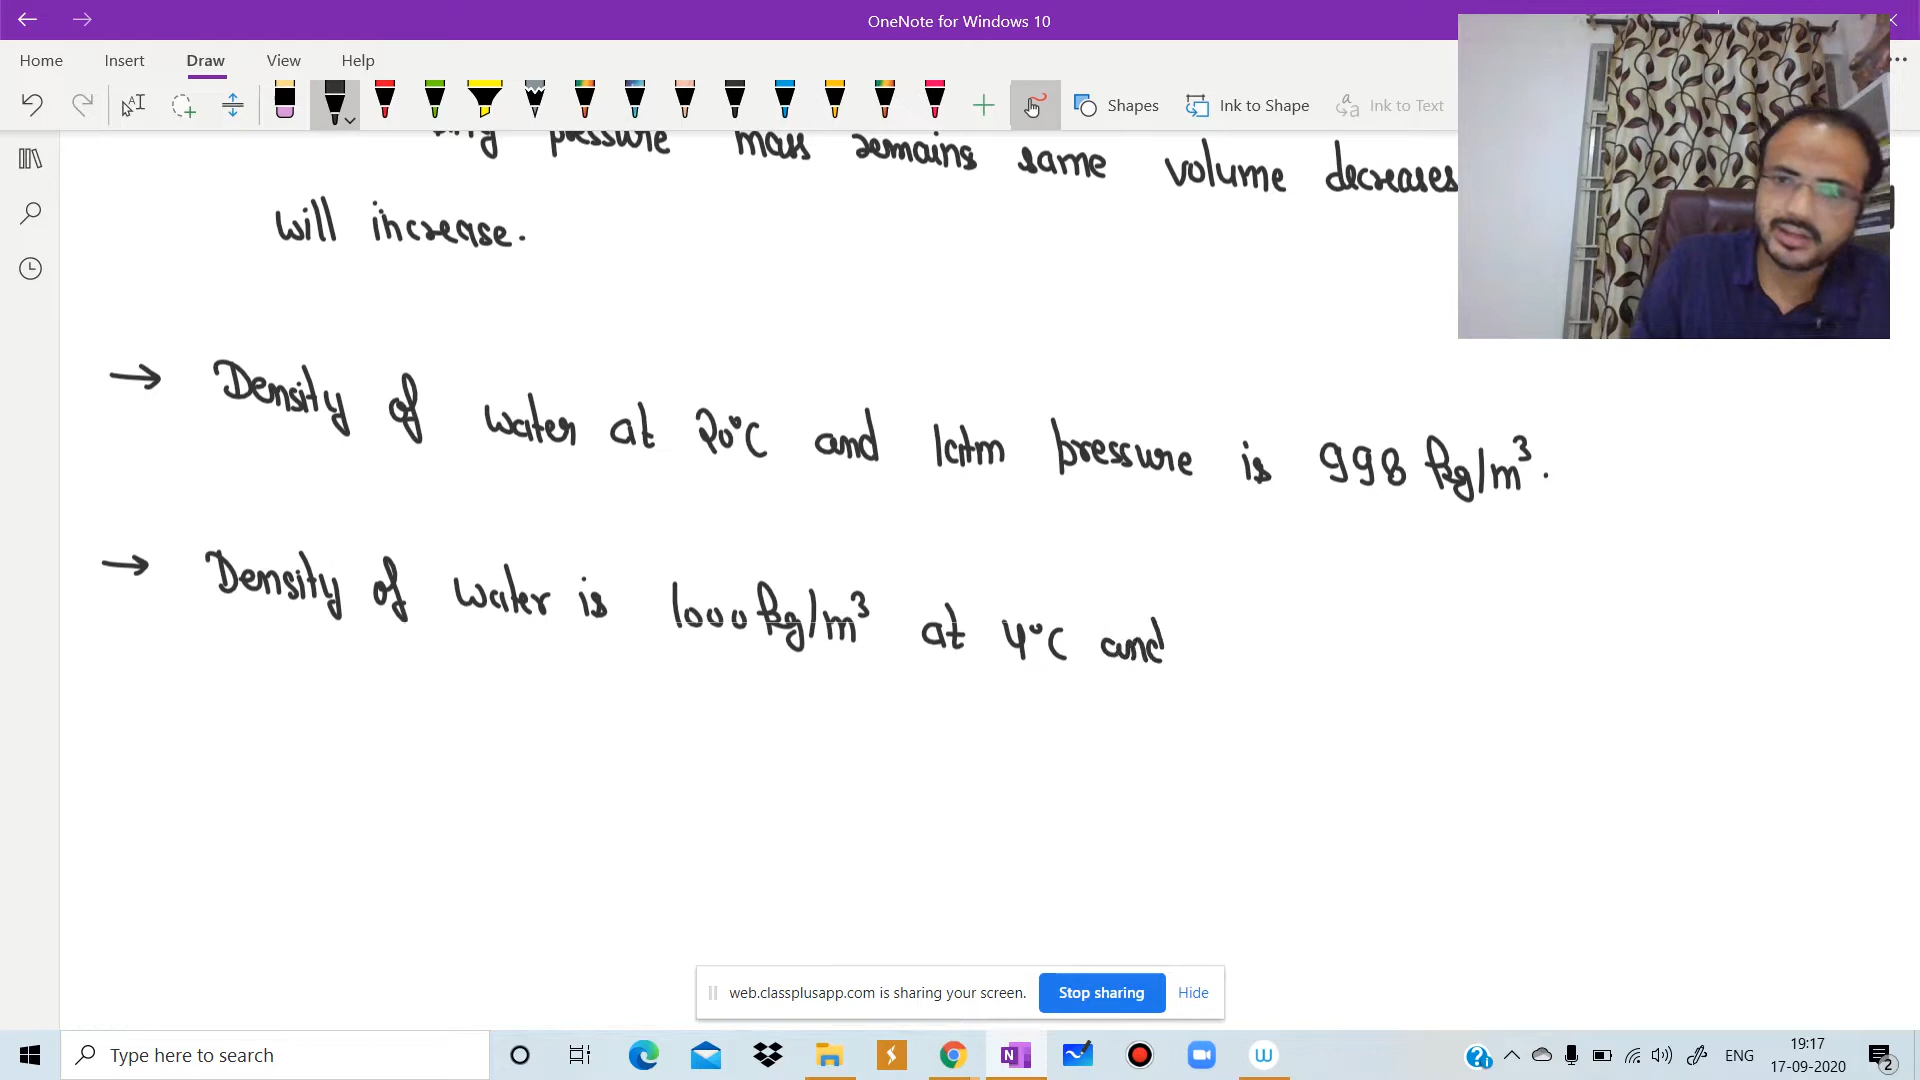 OneNote for Windows 10
Home Insert Draw View Help
Shapes Ink to Shape Ink to Text
pressure mass remains same volume decreases
will increase.
→ Density of water at 20°C and 1atm pressure is 998 kg/m³.
→ Density of water is 1000kg/m³ at 4°C and
web.classplusapp.com is sharing your screen. Stop sharing Hide
Type here to search
ENG
19:17
17-09-2020
2